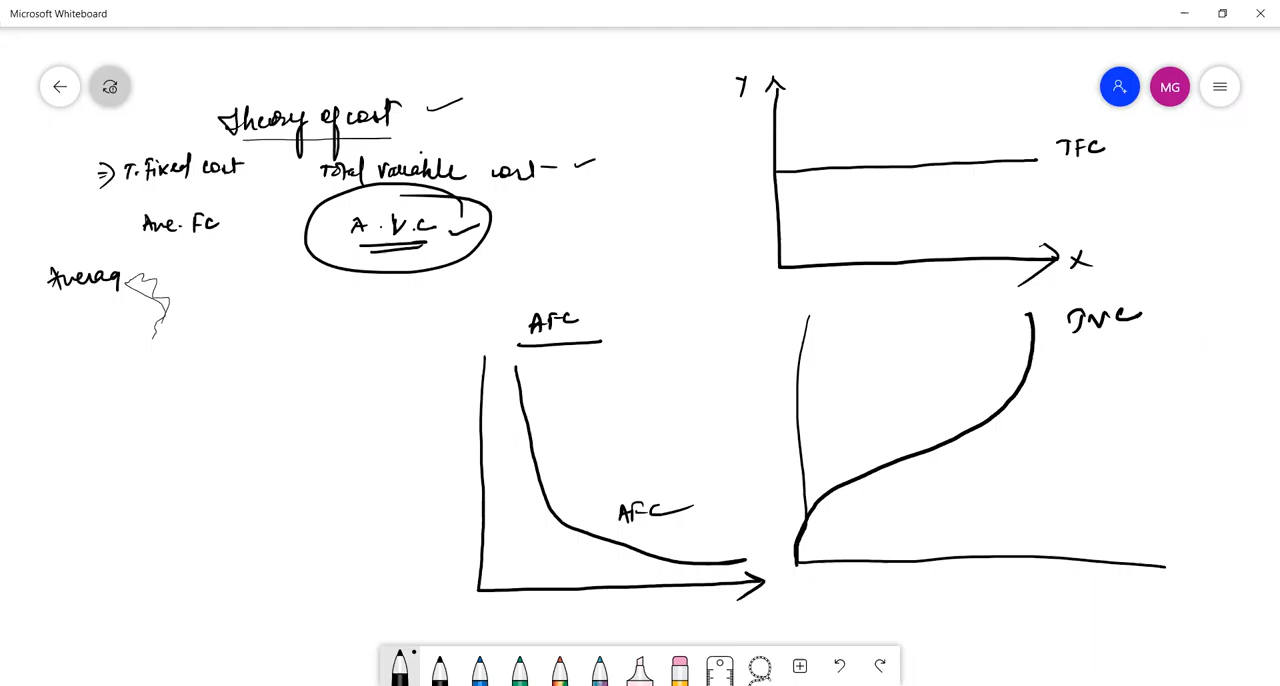 Microsoft Whiteboard
MG
Theory of cost
⇒ T. Fixed cost Total variable cost -
Ave. FC A.V.C
Averag
Y
TFC
X
AFC
AFC
TVC